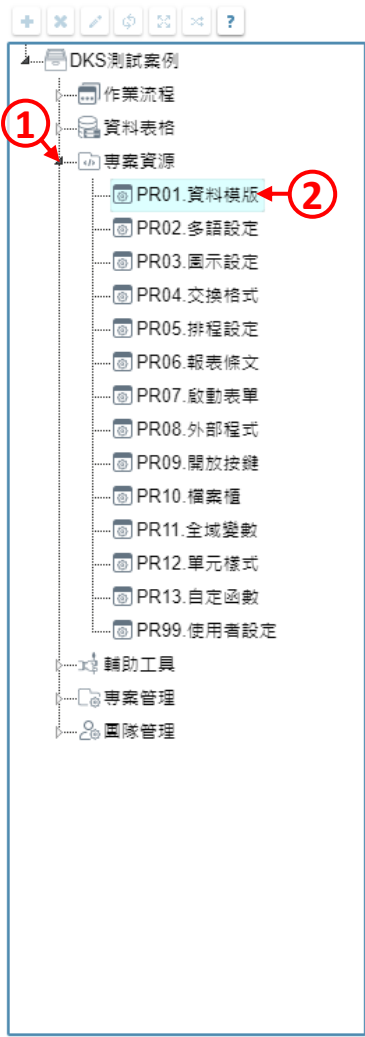 ?
DKS測試案例
作業流程
1
資料表格
專案資源
PR01.資料模版
2
PR02.多語設定
PR03.圖示設定
PR04.交換格式
PR05.排程設定
PR06.報表條文
PR07.啟動表單
PR08.外部程式
PR09.開放按鍵
PR10.檔案櫃
PR11.全域變數
PR12.單元樣式
PR13.自定函數
PR99.使用者設定
輔助工具
專案管理
團隊管理